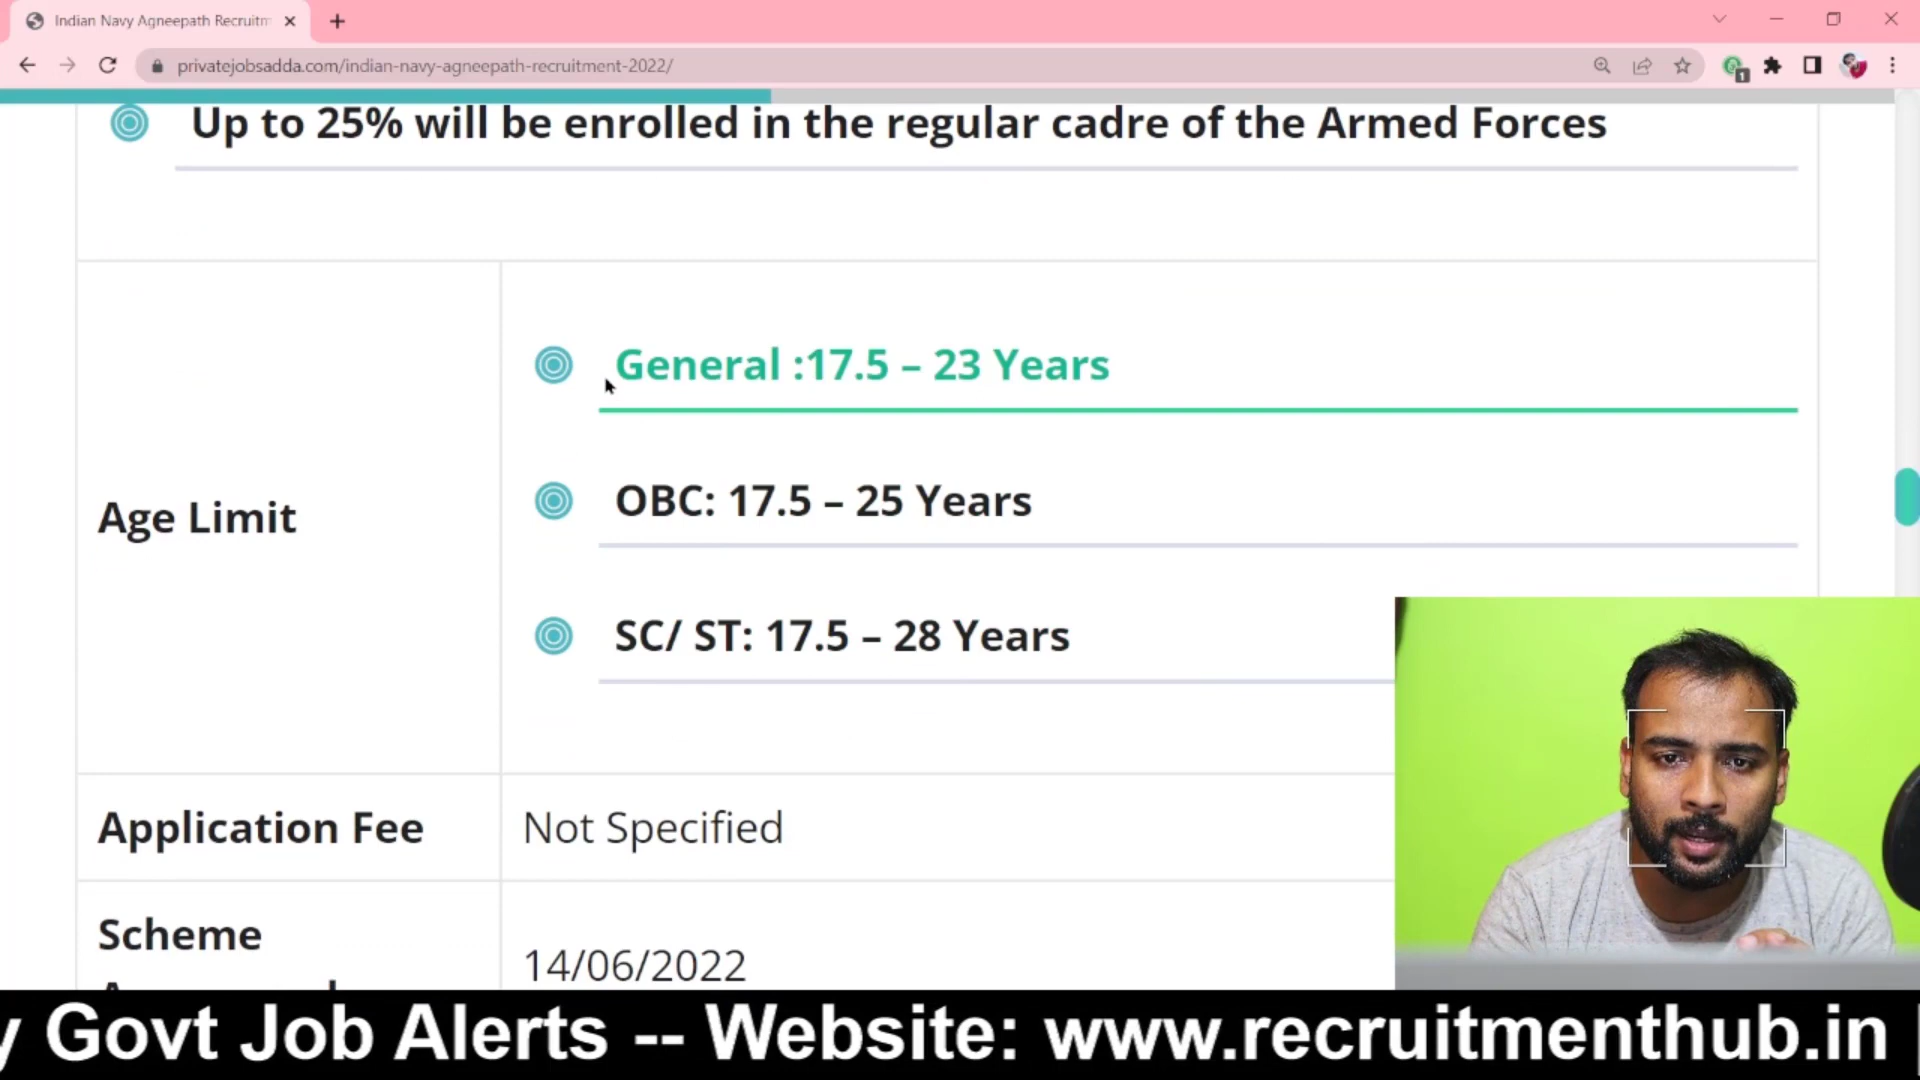 Indian Navy Agneepath Recruitm
privatejobsadda.com/indian-navy-agneepath-recruitment-2022/
1
Up to 25% will be enrolled in the regular cadre of the Armed Forces
Age Limit
General :17.5 – 23 Years
OBC: 17.5 – 25 Years
SC/ ST: 17.5 – 28 Years
Application Fee
Not Specified
Scheme
14/06/2022
y Govt Job Alerts -- Website: www.recruitmenthub.in |